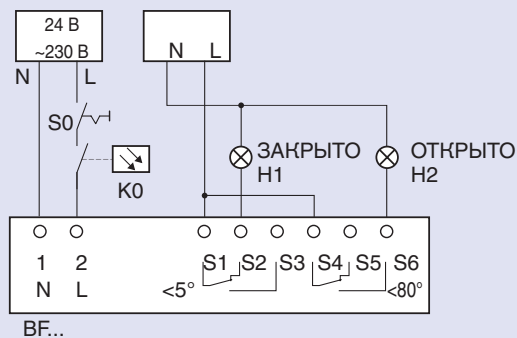 24 В
~230 В
N L
N L
S0
K0
ЗАКРЫТО
H1
ОТКРЫТО
H2
1 2 S1 S2 S3 S4 S5 S6
N L <5° <80°
BF...